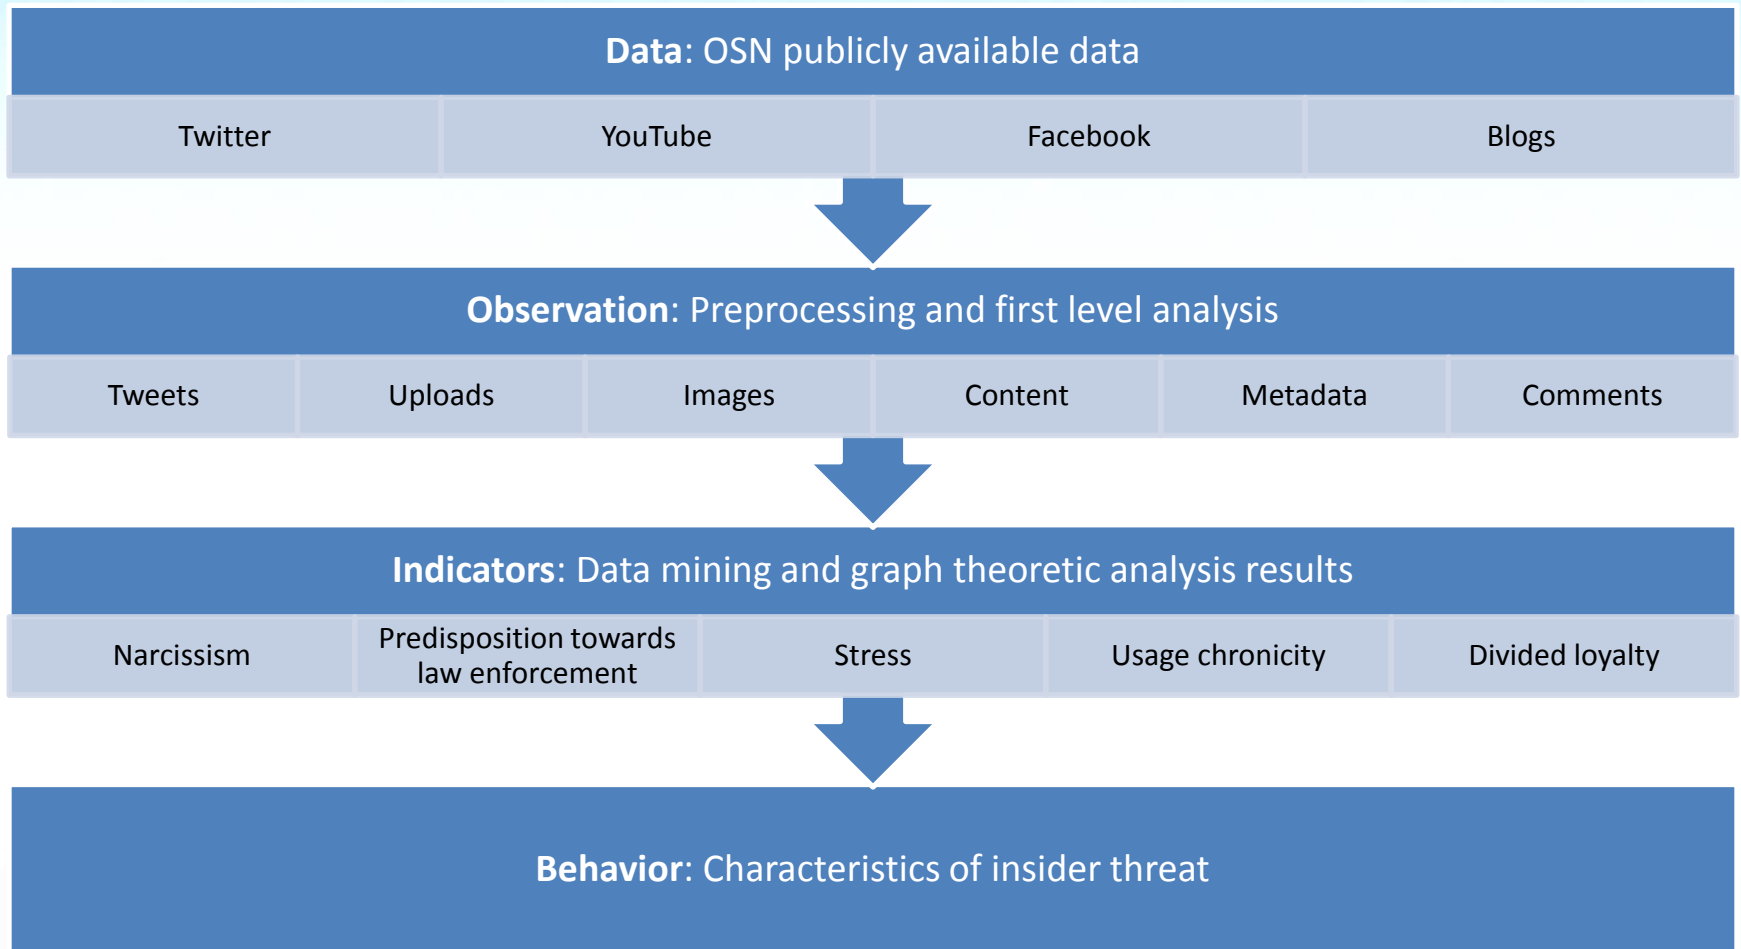 Data: OSN publicly available data
Twitter
YouTube
Facebook
Blogs
Observation: Preprocessing and first level analysis
Tweets
Uploads
Images
Content
Metadata
Comments
Indicators: Data mining and graph theoretic analysis results
Narcissism
Predisposition towards
law enforcement
Stress
Usage chronicity
Divided loyalty
Behavior: Characteristics of insider threat